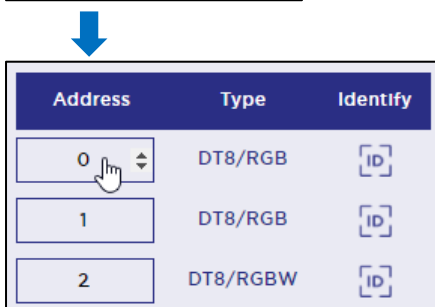 Address Type Identify
0 DT8/RGB ID
1 DT8/RGB ID
2 DT8/RGBW ID